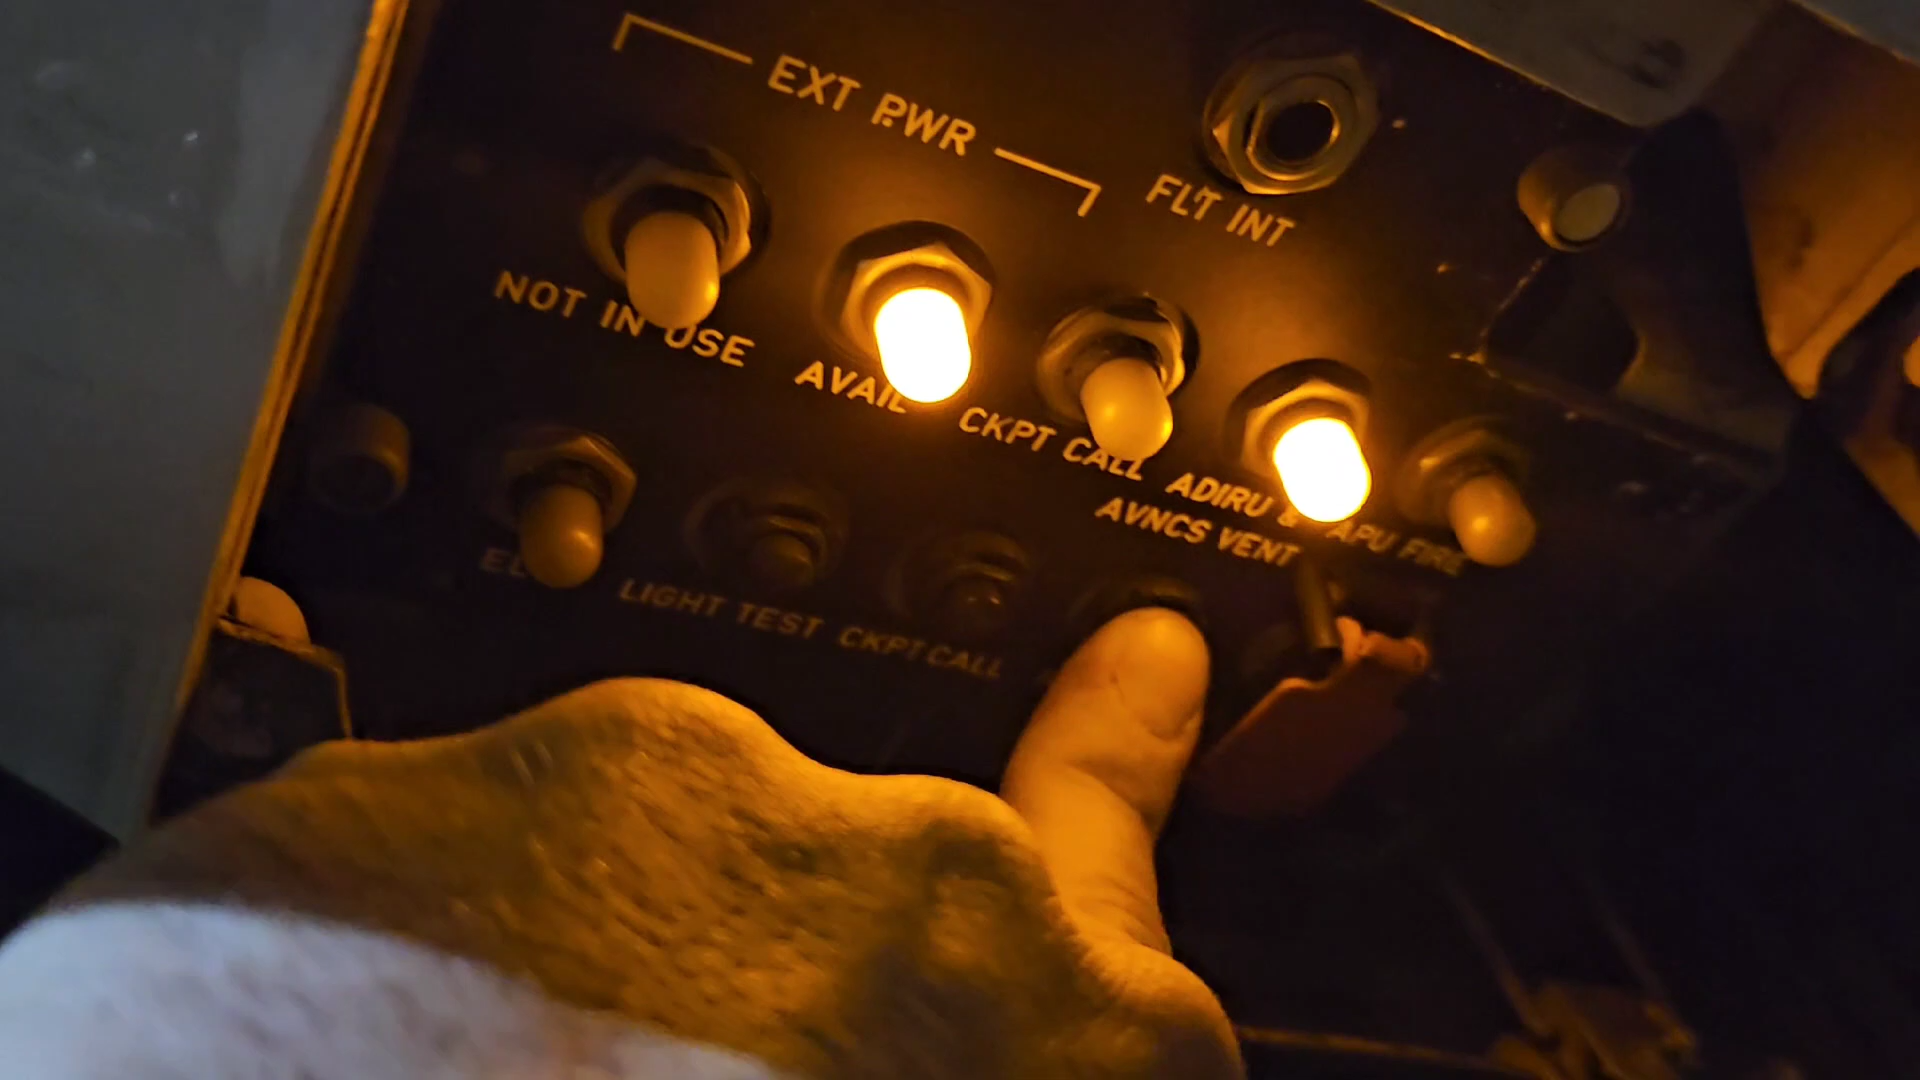 EXT PWR
FLT INT
NOT IN USE
AVAIL
CKPT CALL
ADIRU &
AVNCS VENT
APU FIRE
LIGHT TEST
CKPT CALL